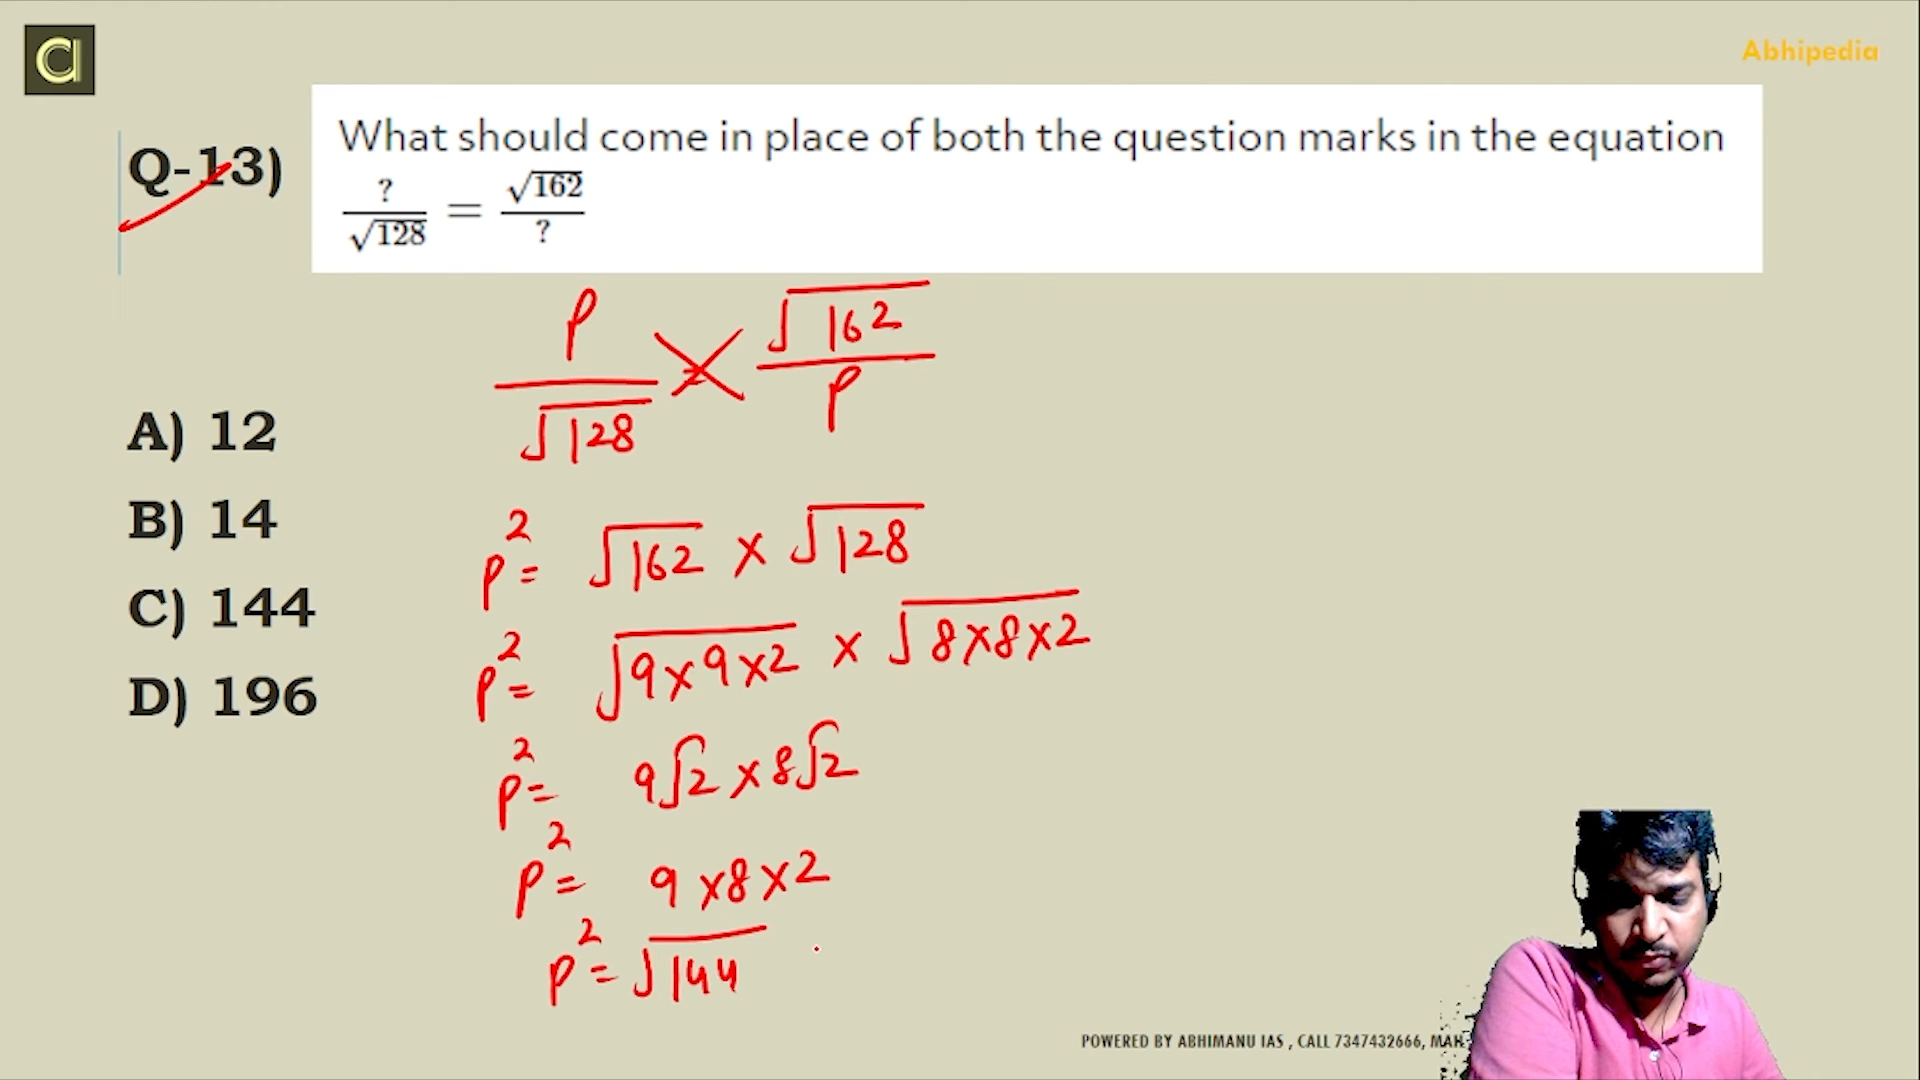 Abhipedia
Q-13)
What should come in place of both the question marks in the equation
?/√128 = √162/?
P/√128 = √162/P
A) 12
B) 14
C) 144
D) 196
P² = √162 × √128
P² = √9×9×2 × √8×8×2
P² = 9√2 × 8√2
P² = 9×8×2
P² = √144
POWERED BY ABHIMANU IAS , CALL 7347432666,